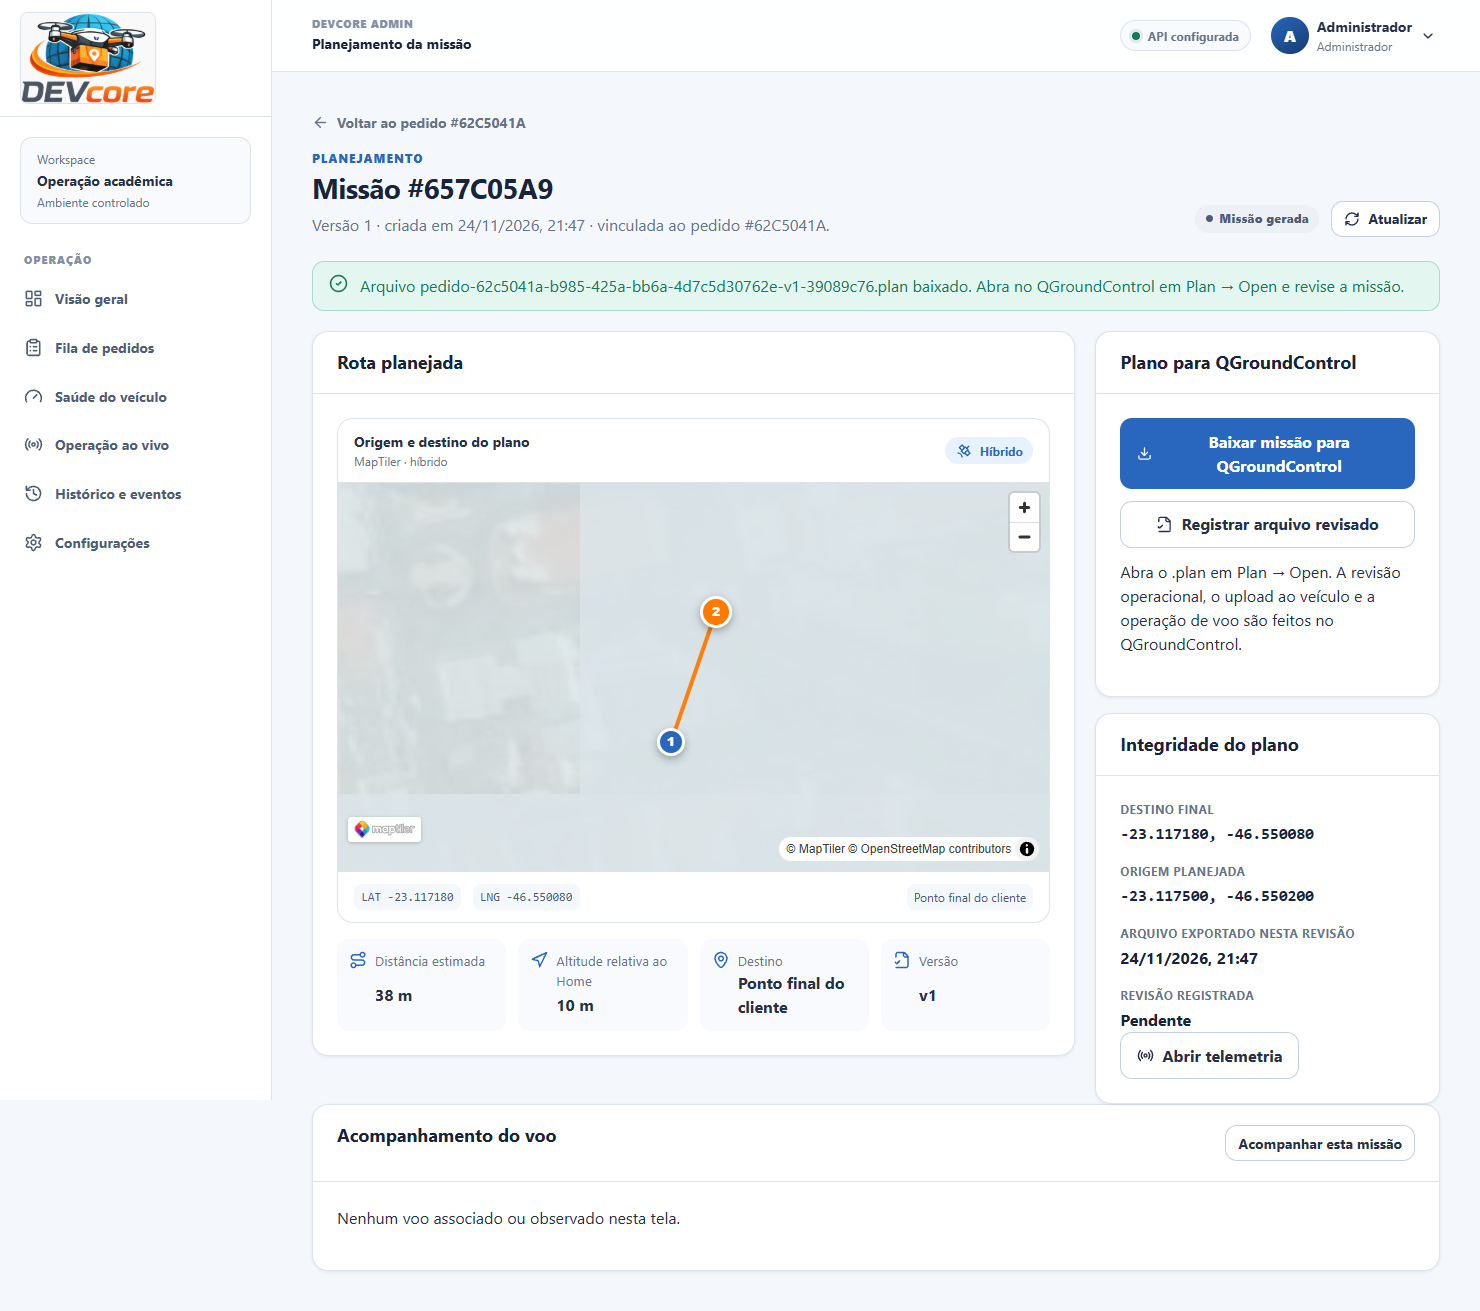 DEVcore
Workspace
Operação acadêmica
Ambiente controlado
OPERAÇÃO
Visão geral
Fila de pedidos
Saúde do veículo
Operação ao vivo
Histórico e eventos
Configurações
DEVCORE ADMIN
Planejamento da missão
API configurada
A
Administrador
Administrador
Voltar ao pedido #62C5041A
PLANEJAMENTO
Missão #657C05A9
Versão 1 · criada em 24/11/2026, 21:47 · vinculada ao pedido #62C5041A.
Missão gerada
Atualizar
Arquivo pedido-62c5041a-b985-425a-bb6a-4d7c5d30762e-v1-39089c76.plan baixado. Abra no QGroundControl em Plan → Open e revise a missão.
Rota planejada
Origem e destino do plano
MapTiler · híbrido
Híbrido
+
−
2
1
maptiler
© MapTiler © OpenStreetMap contributors
LAT -23.117180
LNG -46.550080
Ponto final do cliente
Distância estimada
38 m
Altitude relativa ao
Home
10 m
Destino
Ponto final do
cliente
Versão
v1
Plano para QGroundControl
Baixar missão para
QGroundControl
Registrar arquivo revisado
Abra o .plan em Plan → Open. A revisão
operacional, o upload ao veículo e a
operação de voo são feitos no
QGroundControl.
Integridade do plano
DESTINO FINAL
-23.117180, -46.550080
ORIGEM PLANEJADA
-23.117500, -46.550200
ARQUIVO EXPORTADO NESTA REVISÃO
24/11/2026, 21:47
REVISÃO REGISTRADA
Pendente
Abrir telemetria
Acompanhamento do voo
Acompanhar esta missão
Nenhum voo associado ou observado nesta tela.